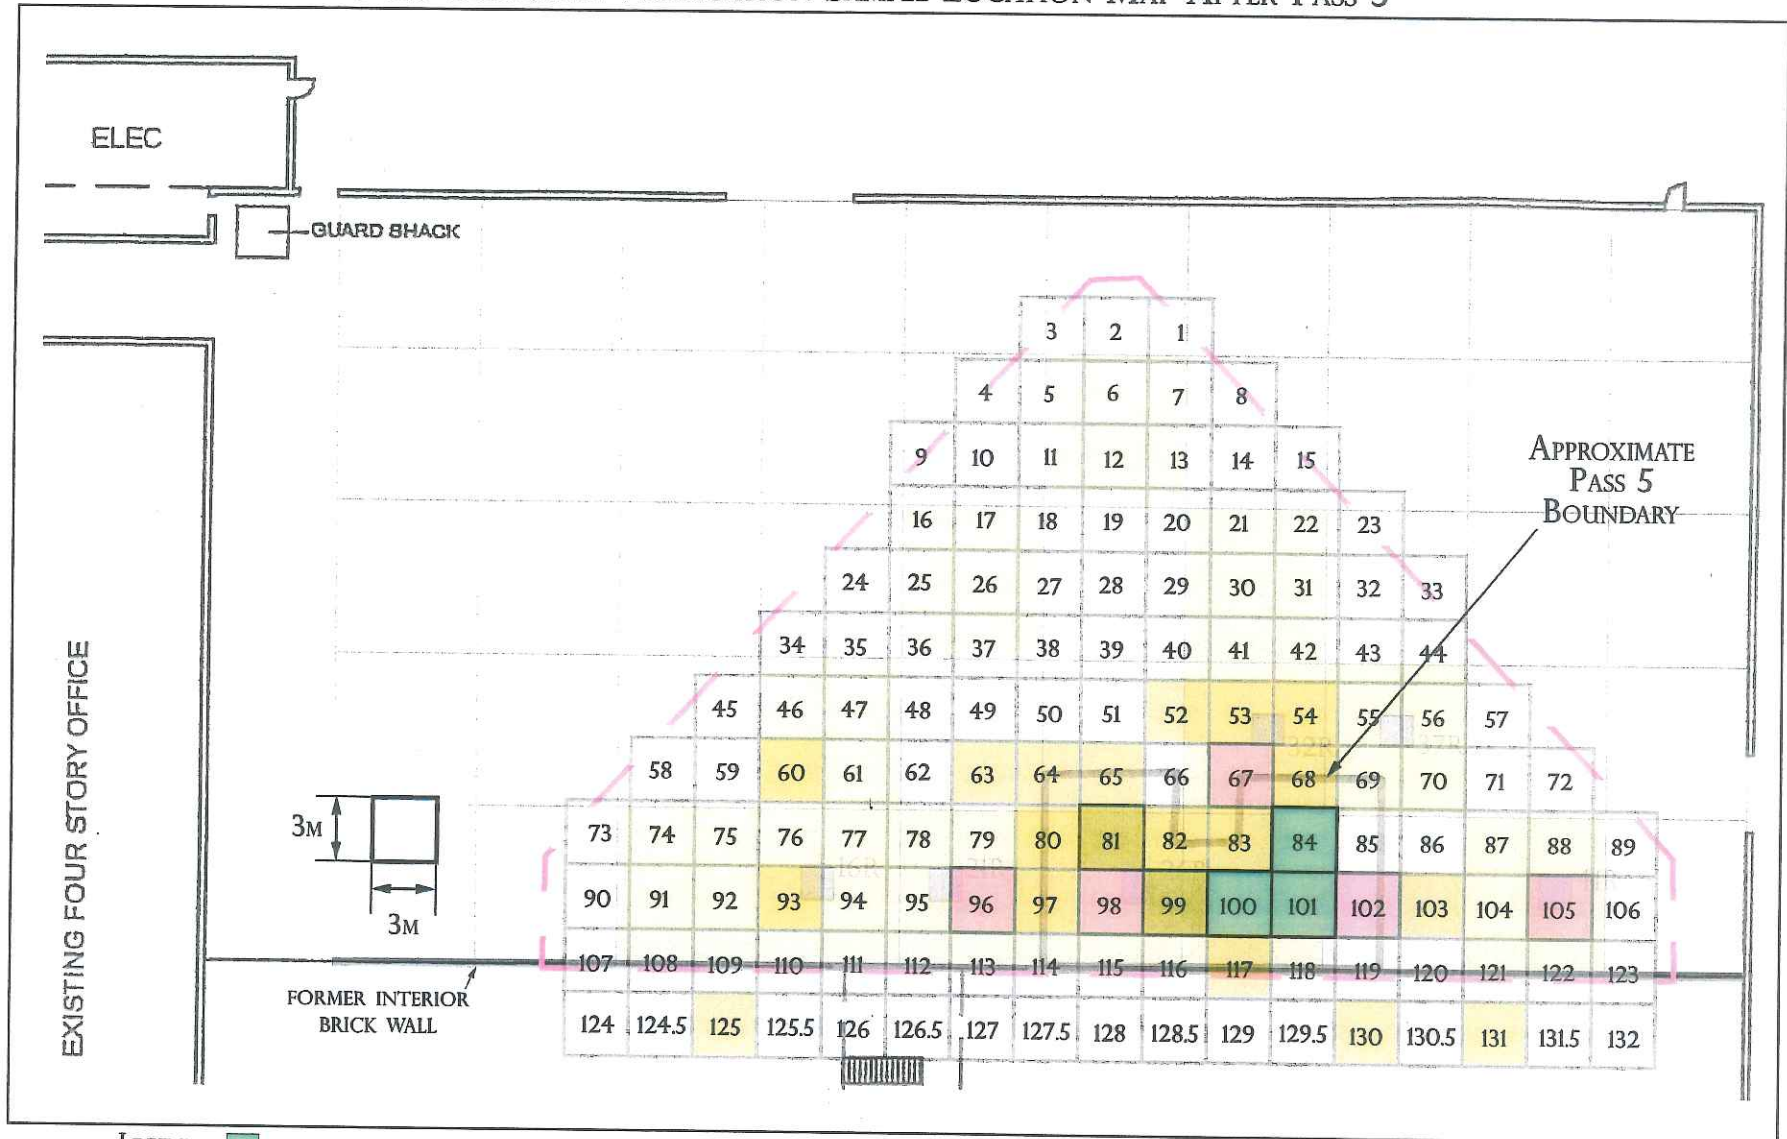 SAMPLE LOCATION MAP AFTER PASS 5
ELEC
GUARD SHACK
3 2 1
4 5 6 7 8
9 10 11 12 13 14 15
APPROXIMATE
PASS 5
BOUNDARY
16 17 18 19 20 21 22 23
24 25 26 27 28 29 30 31 32 33
34 35 36 37 38 39 40 41 42 43 44
45 46 47 48 49 50 51 52 53 54 55 56 57
58 59 60 61 62 63 64 65 66 67 68 69 70 71 72
73 74 75 76 77 78 79 80 81 82 83 84 85 86 87 88 89
90 91 92 93 94 95 96 97 98 99 100 101 102 103 104 105 106
107 108 109 110 111 112 113 114 115 116 117 118 119 120 121 122 123
124 124.5 125 125.5 126 126.5 127 127.5 128 128.5 129 129.5 130 130.5 131 131.5 132
3M
3M
FORMER INTERIOR
BRICK WALL
EXISTING FOUR STORY OFFICE